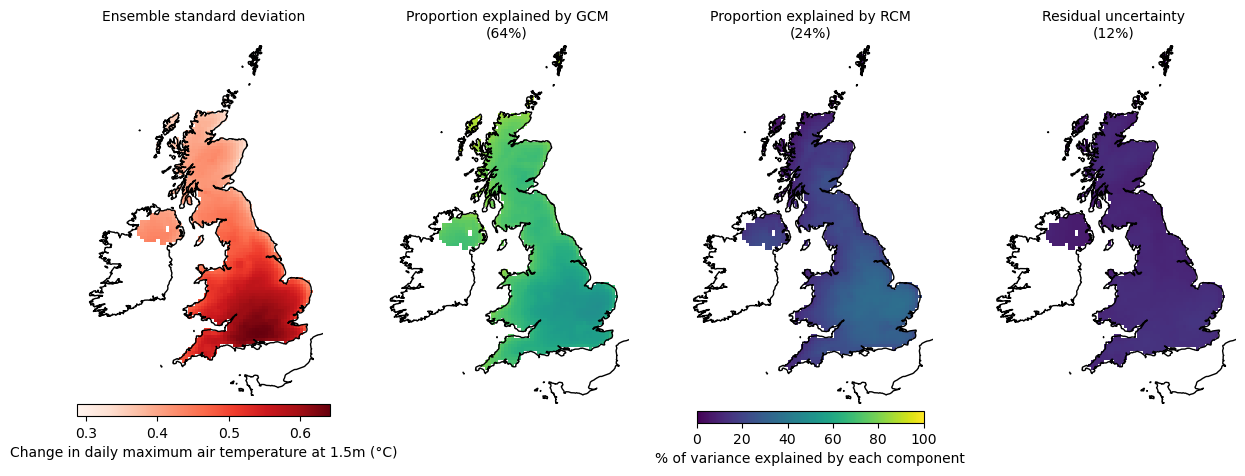 Ensemble standard deviation
Proportion explained by GCM
(64%)
Proportion explained by RCM
(24%)
Residual uncertainty
(12%)
0.3 0.4 0.5 0.6
Change in daily maximum air temperature at 1.5m (°C)
0 20 40 60 80 100
% of variance explained by each component